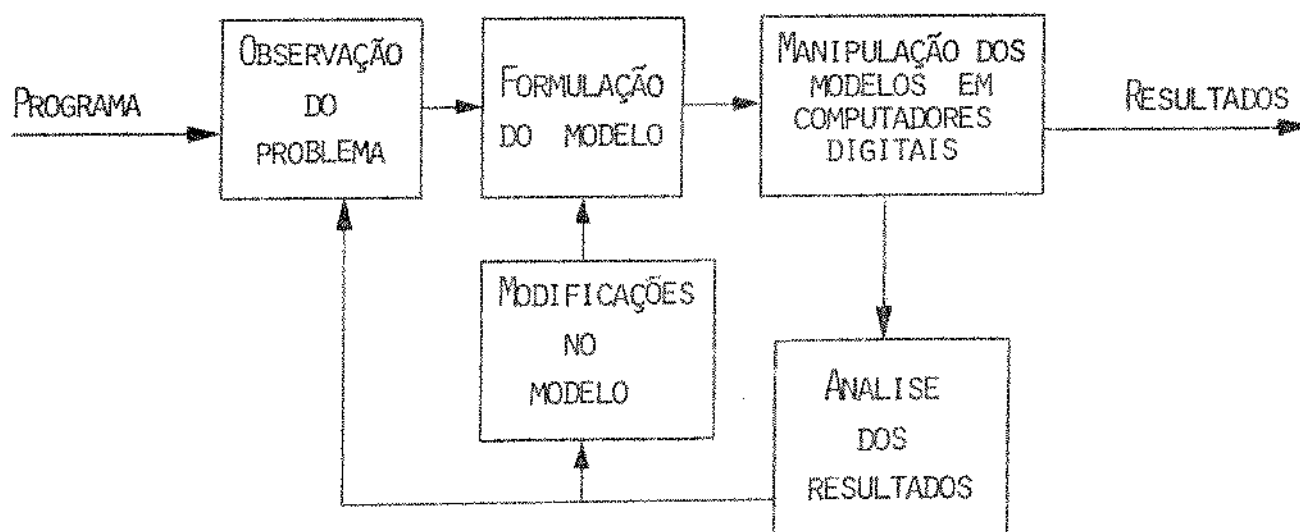 PROGRAMA
OBSERVAÇÃO
DO
PROBLEMA
FORMULAÇÃO
DO MODELO
MANIPULAÇÃO DOS
MODELOS EM
COMPUTADORES
DIGITAIS
RESULTADOS
MODIFICAÇÕES
NO
MODELO
ANALISE
DOS
RESULTADOS